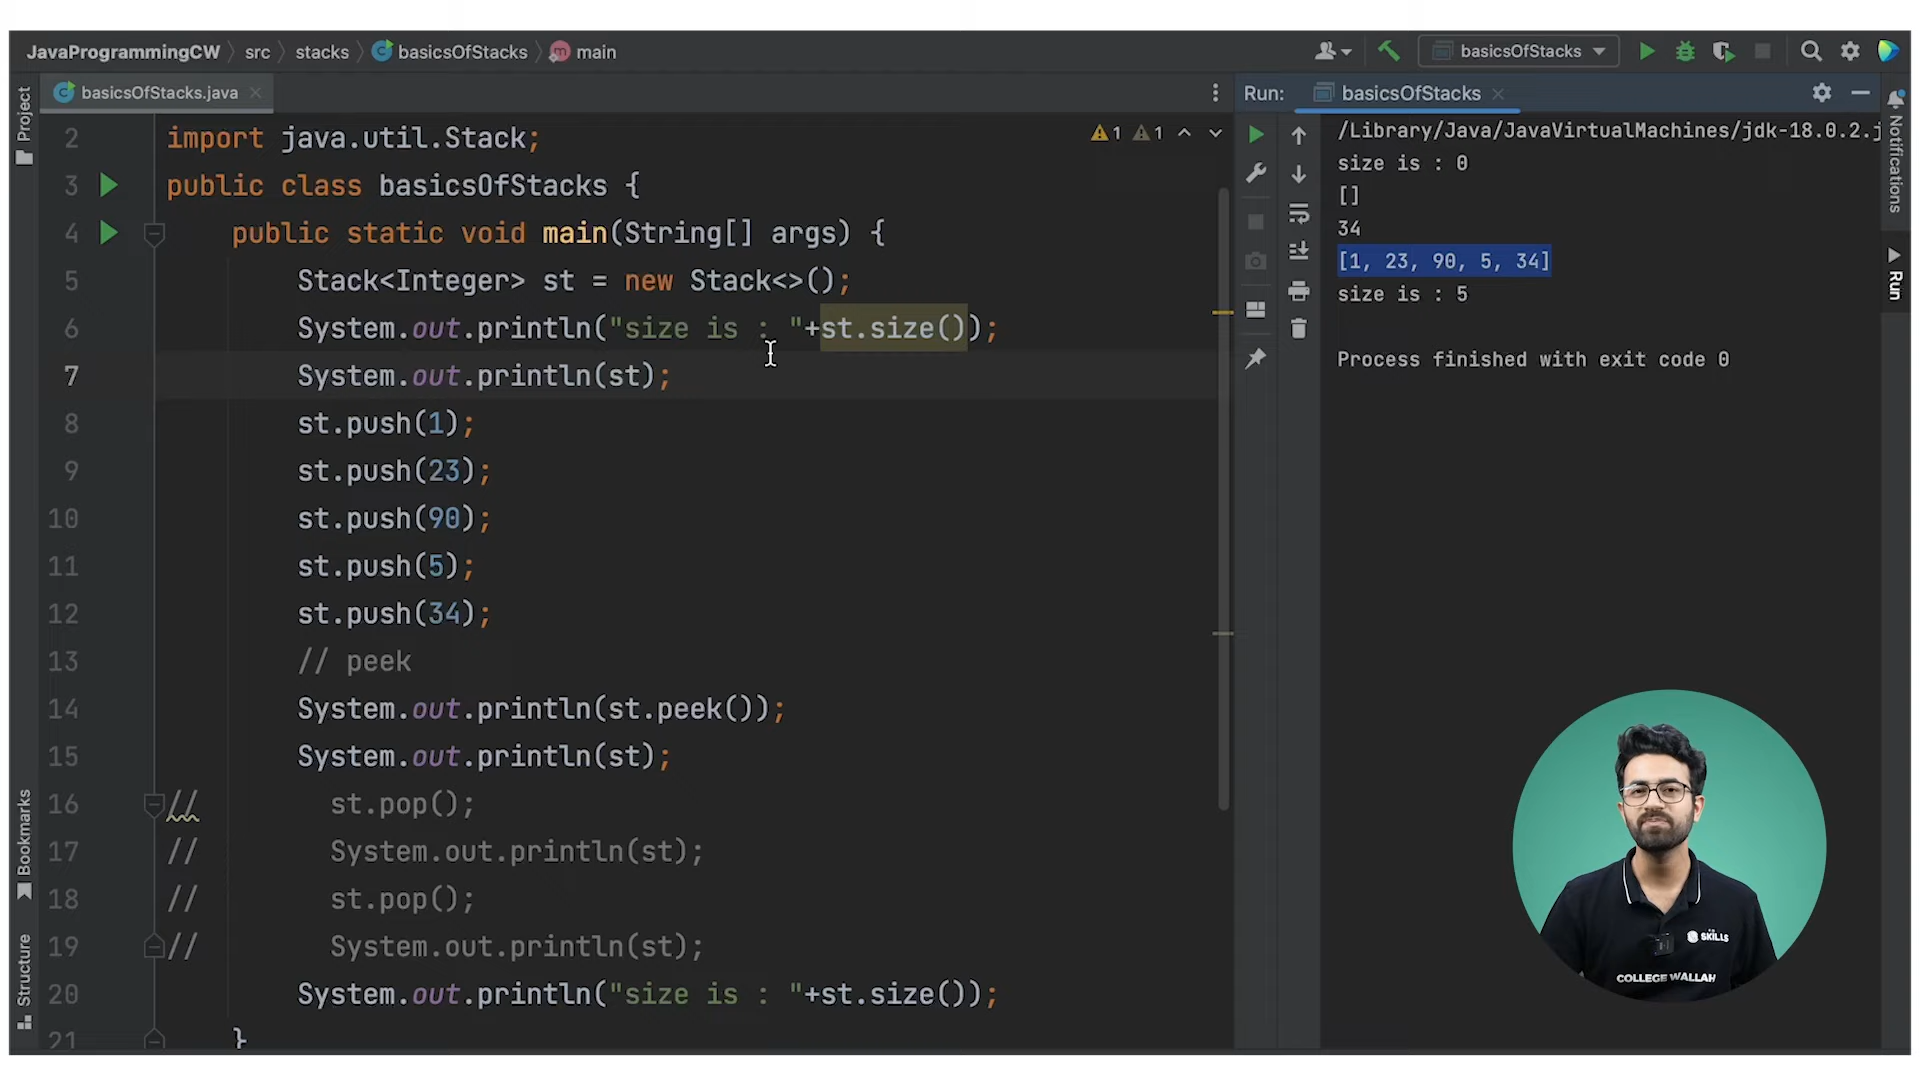 JavaProgrammingCW src stacks basicsOfStacks main
basicsOfStacks
basicsOfStacks.java
Project
2 import java.util.Stack;
3 public class basicsOfStacks {
4 public static void main(String[] args) {
5 Stack<Integer> st = new Stack<>();
6 System.out.println("size is : "+st.size());
7 System.out.println(st);
8 st.push(1);
9 st.push(23);
10 st.push(90);
11 st.push(5);
12 st.push(34);
13 // peek
14 System.out.println(st.peek());
15 System.out.println(st);
16 // st.pop();
17 // System.out.println(st);
18 // st.pop();
19 // System.out.println(st);
20 System.out.println("size is : "+st.size());
21 }
1 1
Bookmarks
Structure
Run: basicsOfStacks
/Library/Java/JavaVirtualMachines/jdk-18.0.2.j
size is : 0
[]
34
[1, 23, 90, 5, 34]
size is : 5
Process finished with exit code 0
Notifications
Run
SKILLS
COLLEGE WALLAH